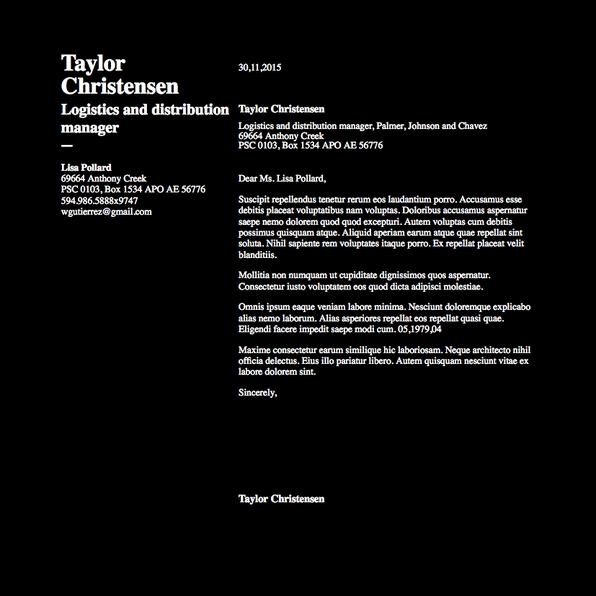 Taylor
Christensen
Logistics and distribution
manager
—
Lisa Pollard
69664 Anthony Creek
PSC 0103, Box 1534 APO AE 56776
594.986.5888x9747
wgutierrez@gmail.com
30,11,2015
Taylor Christensen
Logistics and distribution manager, Palmer, Johnson and Chavez
69664 Anthony Creek
PSC 0103, Box 1534 APO AE 56776
Dear Ms. Lisa Pollard,
Suscipit repellendus tenetur rerum eos laudantium porro. Accusamus esse
debitis placeat voluptatibus nam voluptas. Doloribus accusamus aspernatur
saepe nemo dolorem quod quod excepturi. Autem voluptas cum debitis
possimus quisquam atque. Aliquid aperiam earum atque quae repellat sint
soluta. Nihil sapiente rem voluptates itaque porro. Ex repellat placeat velit
blanditiis.
Mollitia non numquam ut cupiditate dignissimos quos aspernatur.
Consectetur iusto voluptatem eos quod dicta adipisci molestiae.
Omnis ipsum eaque veniam labore minima. Nesciunt doloremque explicabo
alias nemo laborum. Alias asperiores repellat eos repellat quasi quae.
Eligendi facere impedit saepe modi cum. 05,1979,04
Maxime consectetur earum similique hic laboriosam. Neque architecto nihil
officia delectus. Eius illo pariatur libero. Autem quisquam nesciunt vitae ex
labore dolorem sint.
Sincerely,
Taylor Christensen